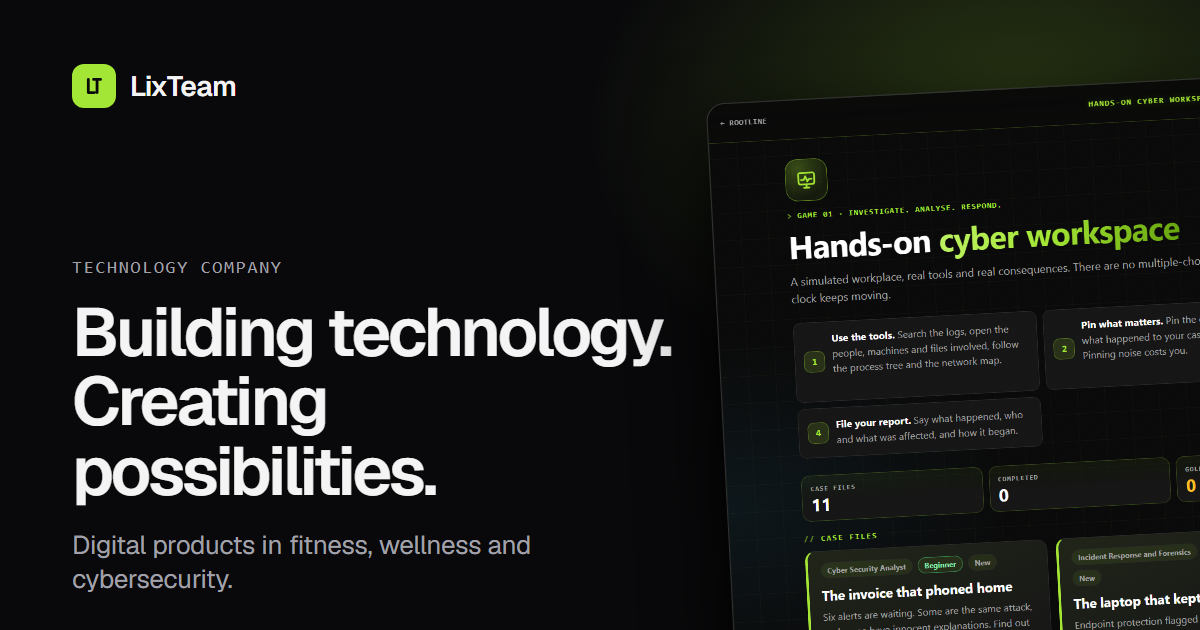 LT LixTeam
TECHNOLOGY COMPANY
Building technology.
Creating
possibilities.
Digital products in fitness, wellness and
cybersecurity.
← ROOTLINE
HANDS-ON CYBER
> GAME 01 · INVESTIGATE. ANALYSE. RESPOND.
Hands-on cyber workspace
A simulated workplace, real tools and real consequences. There are no
clock keeps moving.
1
Use the tools. Search the logs, open the
people, machines and files involved, follow
the process tree and the network map.
2
Pin what matters. Pin the
what happened to your
Pinning noise costs you.
4
File your report. Say what happened, who
and what was affected, and how it began.
CASE FILES
11
COMPLETED
0
0
// CASE FILES
Cyber Security Analyst Beginner New
The invoice that phoned home
Six alerts are waiting. Some are the same attack,
have innocent explanations. Find out
Incident Response and Forensics
New
The laptop that kept
Endpoint protection flagged